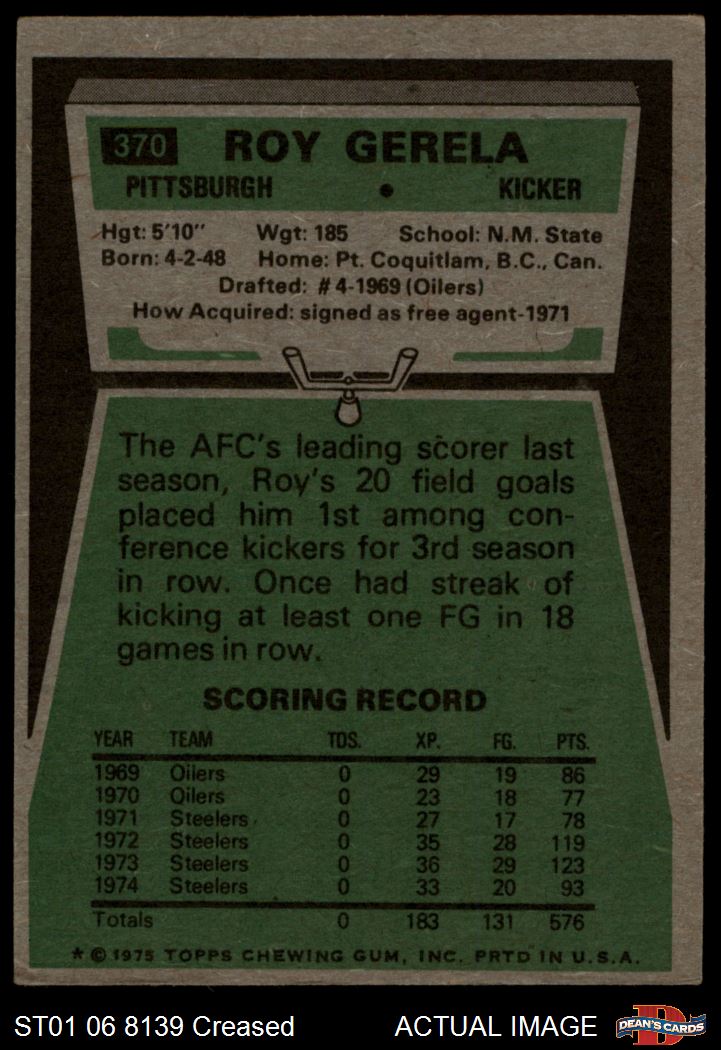 370 ROY GERELA
PITTSBURGH • KICKER
Hgt: 5'10" Wgt: 185 School: N.M. State
Born: 4-2-48 Home: Pt. Coquitlam, B.C., Can.
Drafted: #4-1969 (Oilers)
How Acquired: signed as free agent-1971
The AFC's leading scorer last
season, Roy's 20 field goals
placed him 1st among con-
ference kickers for 3rd season
in row. Once had streak of
kicking at least one FG in 18
games in row.
SCORING RECORD
YEAR TEAM TDS. XP. FG. PTS.
1969 Oilers 0 29 19 86
1970 Oilers 0 23 18 77
1971 Steelers 0 27 17 78
1972 Steelers 0 35 28 119
1973 Steelers 0 36 29 123
1974 Steelers 0 33 20 93
Totals 0 183 131 576
* © 1975 TOPPS CHEWING GUM, INC. PRTD IN U.S.A.
ST01 06 8139 Creased ACTUAL IMAGE D DEAN'S CARDS